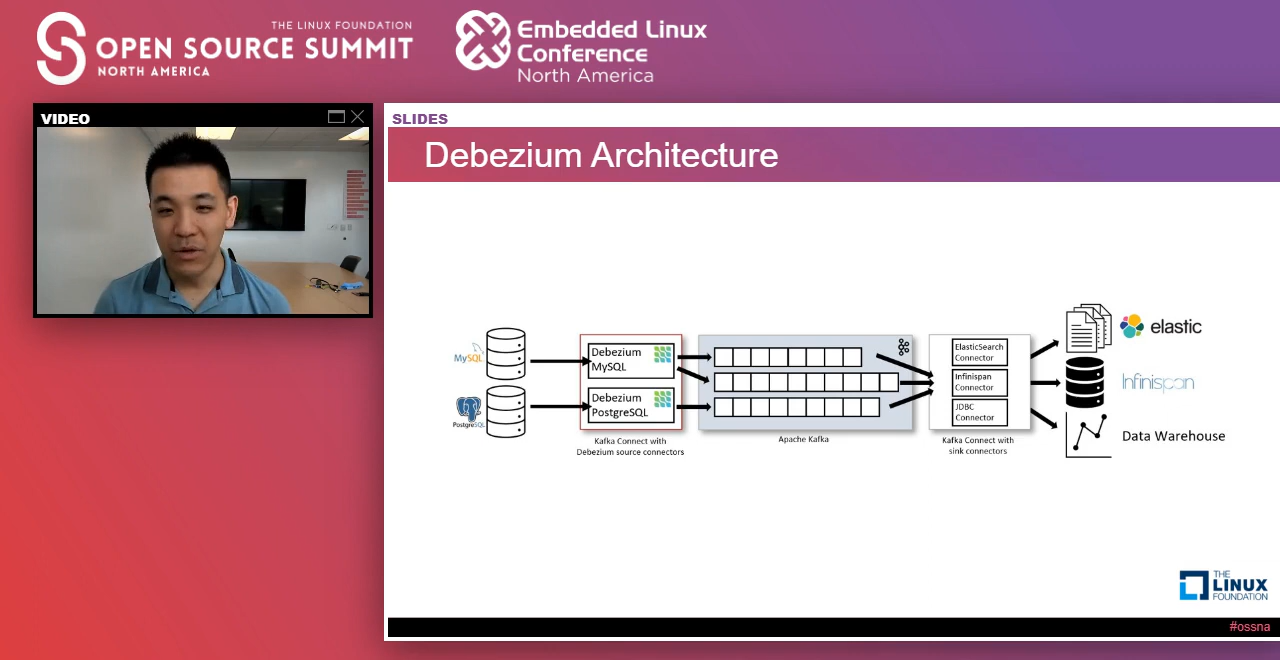 THE LINUX FOUNDATION
OPEN SOURCE SUMMIT
NORTH AMERICA
Embedded Linux
Conference
North America
VIDEO
SLIDES
Debezium Architecture
MySQL
PostgreSQL
Debezium
MySQL
Debezium
PostgreSQL
Kafka Connect with
Debezium source connectors
Apache Kafka
ElasticSearch
Connector
Infinispan
Connector
JDBC
Connector
Kafka Connect with
sink connectors
elastic
Infinispan
Data Warehouse
THE
LINUX
FOUNDATION
#ossna